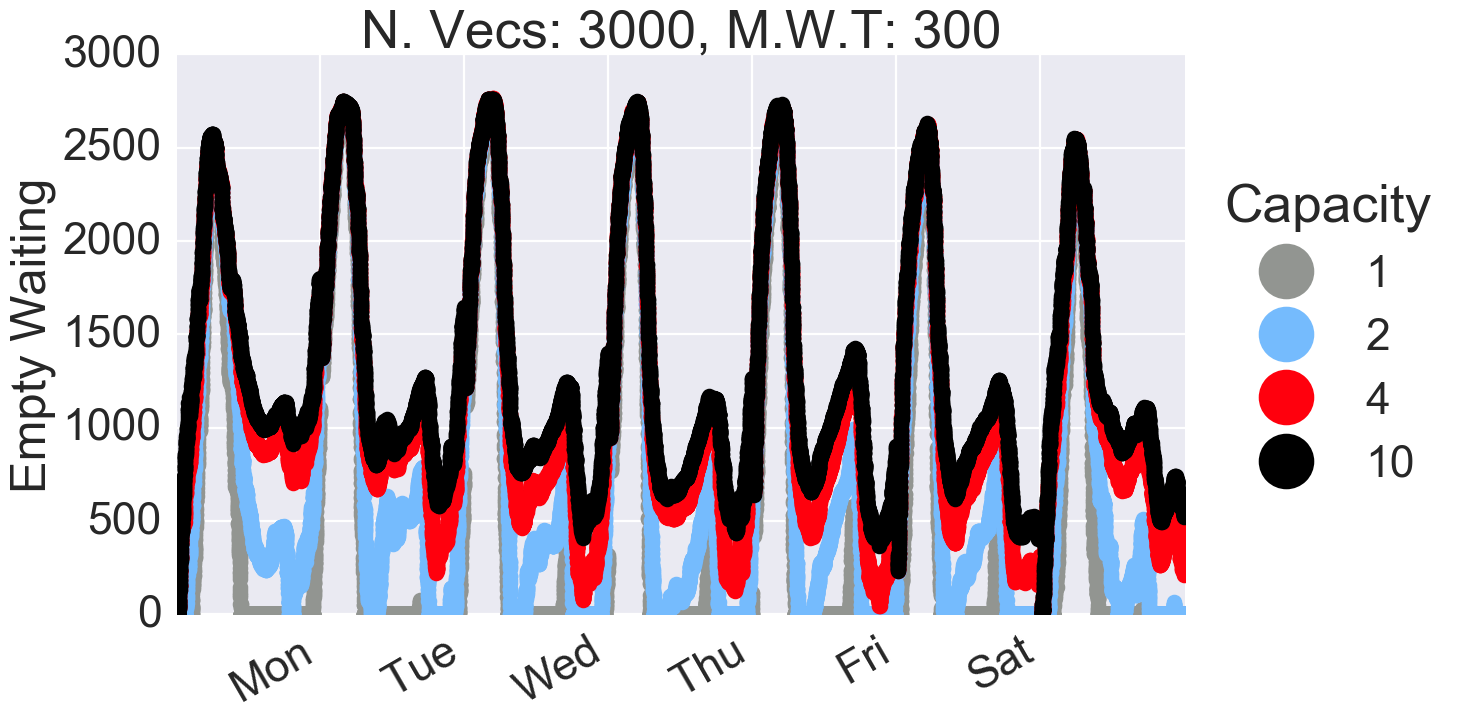 N. Vecs: 3000, M.W.T: 300
Empty Waiting
3000
2500
2000
1500
1000
500
0
Mon
Tue
Wed
Thu
Fri
Sat
Capacity
1
2
4
10